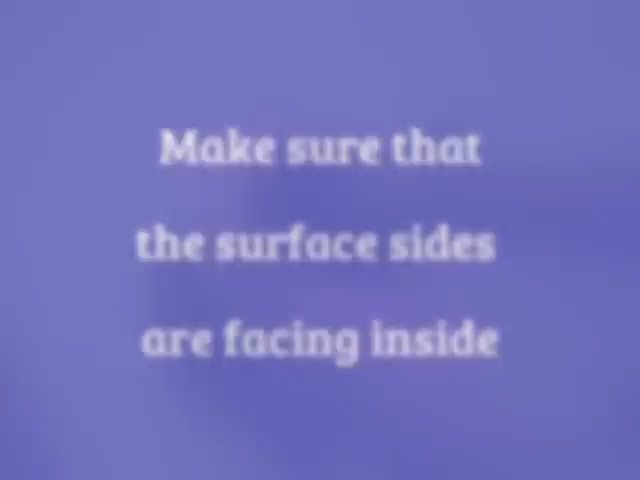 Make sure that
the surface sides
are facing inside